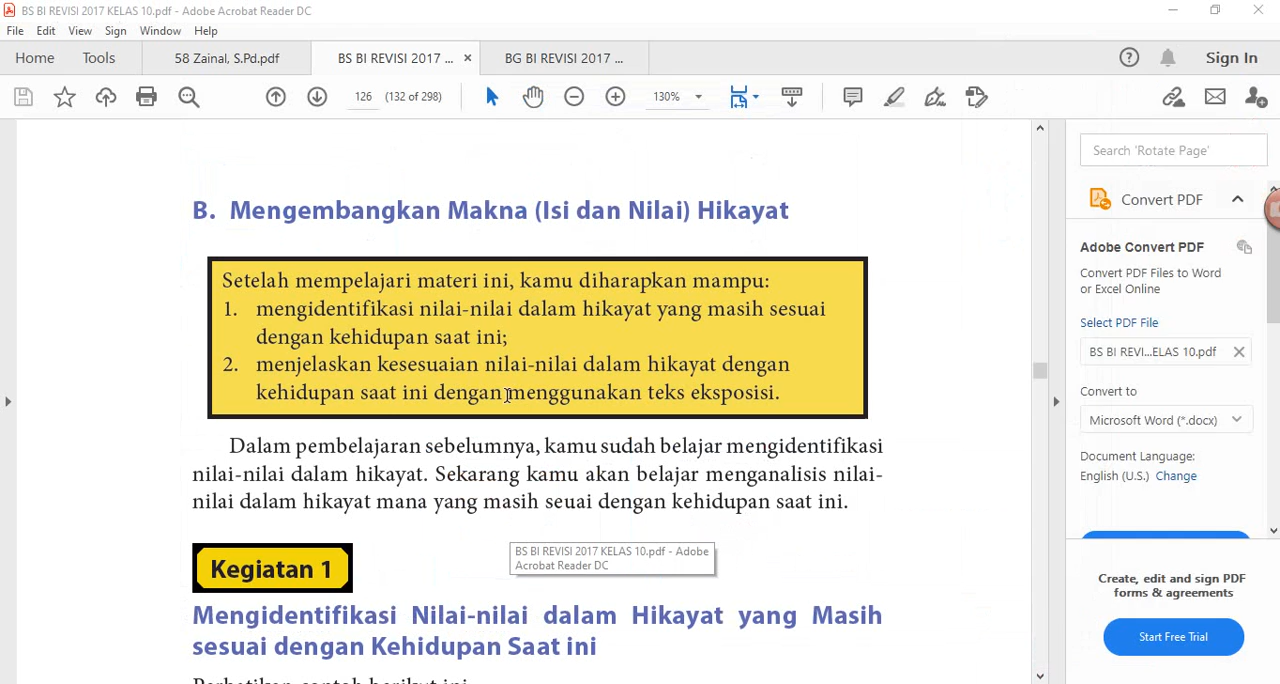 BS BI REVISI 2017 KELAS 10.pdf - Adobe Acrobat Reader DC
File Edit View Sign Window Help
Home Tools 58 Zainal, S.Pd.pdf BS BI REVISI 2017 ... × BG BI REVISI 2017 ... Sign In
126 (132 of 298) 130%
Search 'Rotate Page'
Convert PDF
Adobe Convert PDF
Convert PDF Files to Word
or Excel Online
Select PDF File
BS BI REVI...ELAS 10.pdf
Convert to
Microsoft Word (*.docx)
Document Language:
English (U.S.) Change
Create, edit and sign PDF
forms & agreements
Start Free Trial
B. Mengembangkan Makna (Isi dan Nilai) Hikayat
Setelah mempelajari materi ini, kamu diharapkan mampu:
1. mengidentifikasi nilai-nilai dalam hikayat yang masih sesuai
dengan kehidupan saat ini;
2. menjelaskan kesesuaian nilai-nilai dalam hikayat dengan
kehidupan saat ini dengan menggunakan teks eksposisi.
Dalam pembelajaran sebelumnya, kamu sudah belajar mengidentifikasi
nilai-nilai dalam hikayat. Sekarang kamu akan belajar menganalisis nilai-
nilai dalam hikayat mana yang masih seuai dengan kehidupan saat ini.
BS BI REVISI 2017 KELAS 10.pdf - Adobe
Acrobat Reader DC
Kegiatan 1
Mengidentifikasi Nilai-nilai dalam Hikayat yang Masih
sesuai dengan Kehidupan Saat ini
Perhatikan contoh berikut ini